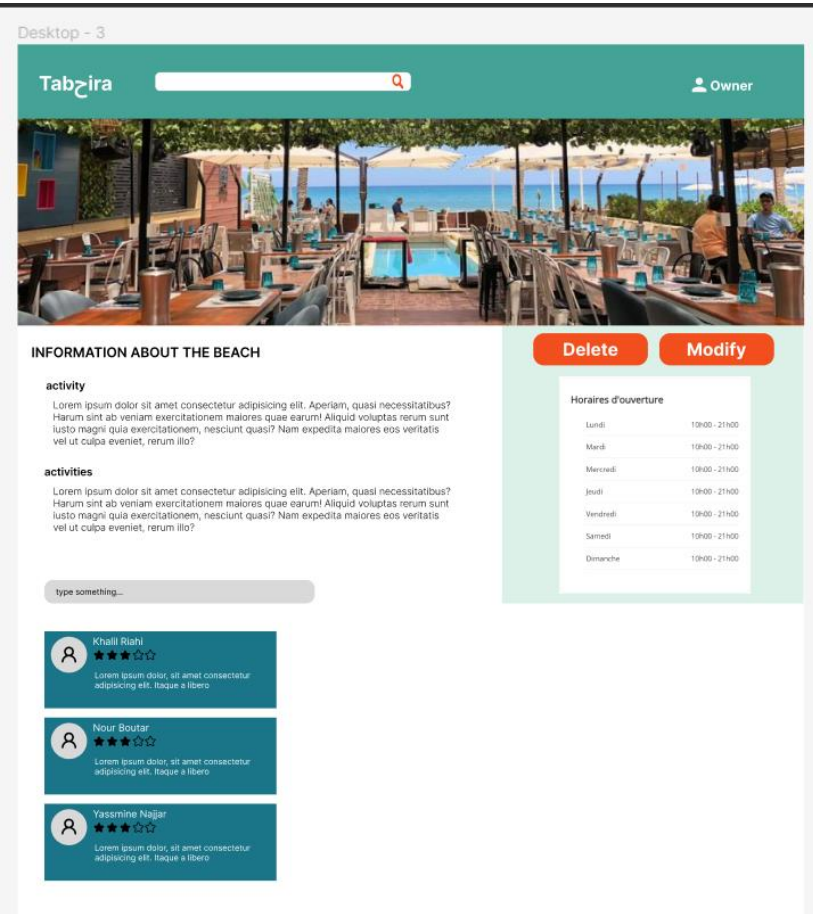 Desktop - 3
Tabحira
Owner
INFORMATION ABOUT THE BEACH
Delete
Modify
activity
Lorem ipsum dolor sit amet consectetur adipisicing elit. Aperiam, quasi necessitatibus?
Harum sint ab veniam exercitationem maiores quae earum! Aliquid voluptas rerum sunt
iusto magni quia exercitationem, nesciunt quasi? Nam expedita maiores eos veritatis
vel ut culpa eveniet, rerum illo?
activities
Lorem ipsum dolor sit amet consectetur adipisicing elit. Aperiam, quasi necessitatibus?
Harum sint ab veniam exercitationem maiores quae earum! Aliquid voluptas rerum sunt
iusto magni quia exercitationem, nesciunt quasi? Nam expedita maiores eos veritatis
vel ut culpa eveniet, rerum illo?
Horaires d'ouverture
Lundi 10h00 - 21h00
Mardi 10h00 - 21h00
Mercredi 10h00 - 21h00
Jeudi 10h00 - 21h00
Vendredi 10h00 - 21h00
Samedi 10h00 - 21h00
Dimanche 10h00 - 21h00
type something...
Khalil Riahi
Lorem ipsum dolor, sit amet consectetur
adipisicing elit. Itaque a libero
Nour Boutar
Lorem ipsum dolor, sit amet consectetur
adipisicing elit. Itaque a libero
Yassmine Najjar
Lorem ipsum dolor, sit amet consectetur
adipisicing elit. Itaque a libero